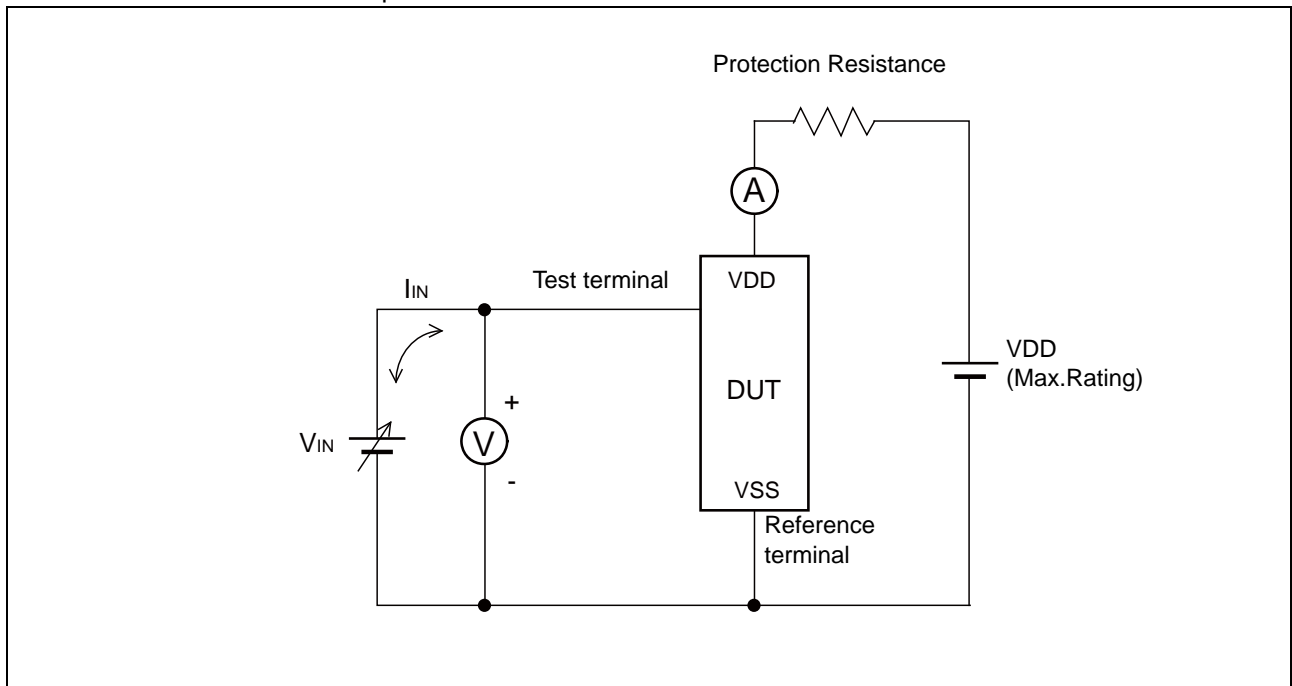 Protection Resistance
A
Test terminal
VDD
IIN
VDD
(Max.Rating)
DUT
+
VIN
V
-
VSS
Reference
terminal